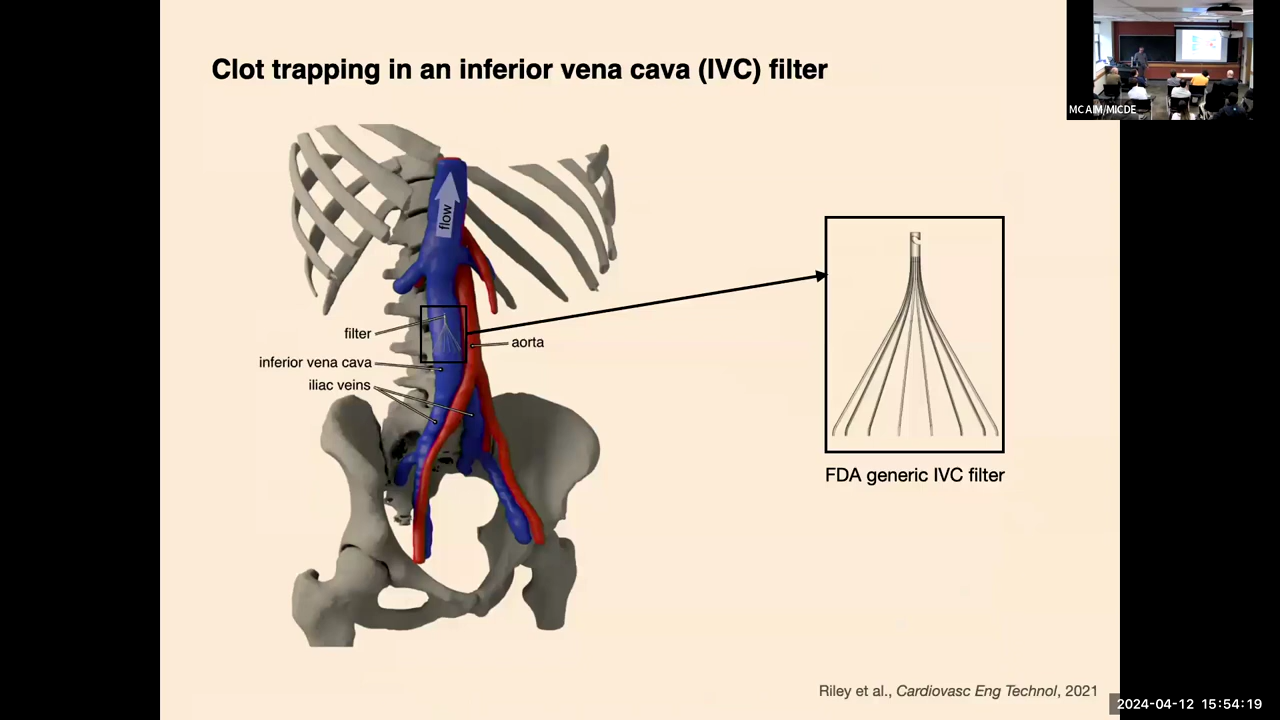 Clot trapping in an inferior vena cava (IVC) filter
MCAIM/MICDE
flow
filter
aorta
inferior vena cava
iliac veins
FDA generic IVC filter
Riley et al., Cardiovasc Eng Technol, 2021
2024-04-12 15:54:19